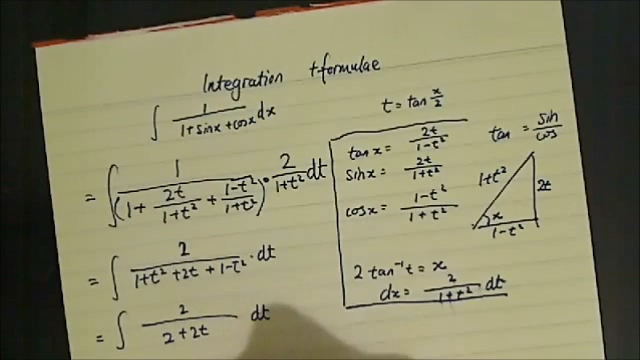 Integration t-formulae
∫ 1/(1+sinx+cosx) dx
= ∫ 1/(1 + 2t/(1+t²) + (1-t²)/(1+t²)) · 2/(1+t²) dt
= ∫ 2/(1+t²+2t+1-t²) · dt
= ∫ 2/(2+2t) dt
t = tan x/2
tan x = 2t/(1-t²)
sin x = 2t/(1+t²)
cos x = (1-t²)/(1+t²)
2 tan⁻¹ t = x
dx = 2/(1+t²) dt
tan = sin/cos
1+t²
2t
x
1-t²